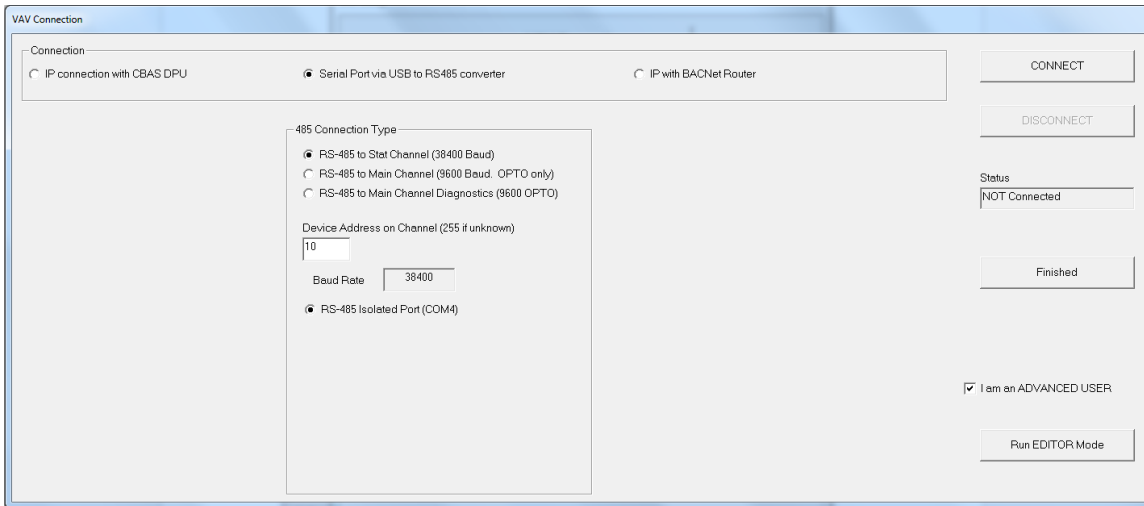 VAV Connection
Connection
IP connection with CBAS DPU
Serial Port via USB to RS485 converter
IP with BACNet Router
CONNECT
DISCONNECT
485 Connection Type
RS-485 to Stat Channel (38400 Baud)
RS-485 to Main Channel (9600 Baud. OPTO only)
RS-485 to Main Channel Diagnostics (9600 OPTO)
Status
NOT Connected
Device Address on Channel (255 if unknown)
10
Baud Rate
38400
Finished
RS-485 Isolated Port (COM4)
I am an ADVANCED USER
Run EDITOR Mode